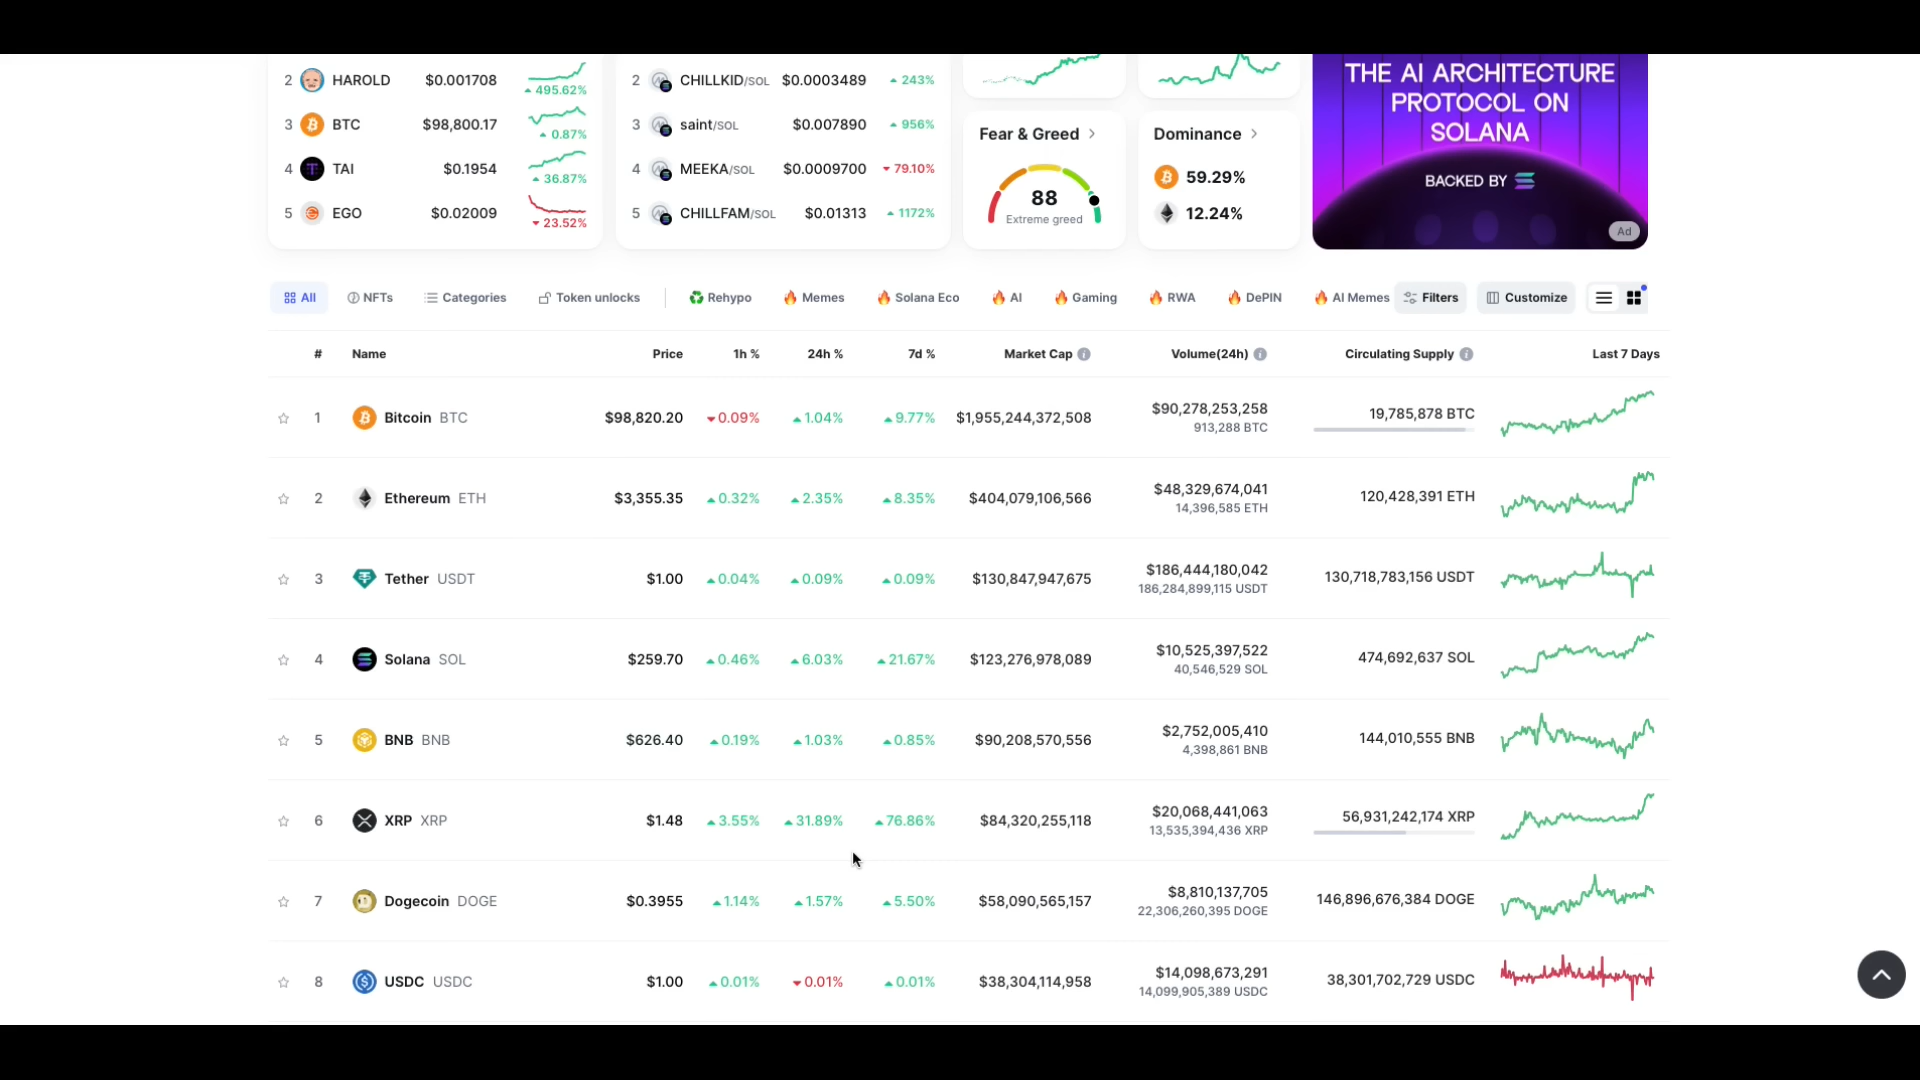 2 HAROLD $0.001708 495.62%
3 BTC $98,800.17 0.87%
4 TAI $0.1954 36.87%
5 EGO $0.02009 23.52%
2 CHILLKID/SOL $0.0003489 243%
3 saint/SOL $0.007890 956%
4 MEEKA/SOL $0.0009700 79.10%
5 CHILLFAM/SOL $0.01313 1172%
Fear & Greed
88
Extreme greed
Dominance
59.29%
12.24%
THE AI ARCHITECTURE
PROTOCOL ON
SOLANA
BACKED BY
Ad
All NFTs Categories Token unlocks Rehypo Memes Solana Eco AI Gaming RWA DePIN AI Memes Filters Customize
# Name Price 1h % 24h % 7d % Market Cap Volume(24h) Circulating Supply Last 7 Days
1 Bitcoin BTC $98,820.20 0.09% 1.04% 9.77% $1,955,244,372,508 $90,278,253,258 19,785,878 BTC
913,288 BTC
2 Ethereum ETH $3,355.35 0.32% 2.35% 8.35% $404,079,106,566 $48,329,674,041 120,428,391 ETH
14,396,585 ETH
3 Tether USDT $1.00 0.04% 0.09% 0.09% $130,847,947,675 $186,444,180,042 130,718,783,156 USDT
186,284,899,115 USDT
4 Solana SOL $259.70 0.46% 6.03% 21.67% $123,276,978,089 $10,525,397,522 474,692,637 SOL
40,546,529 SOL
5 BNB BNB $626.40 0.19% 1.03% 0.85% $90,208,570,556 $2,752,005,410 144,010,555 BNB
4,398,861 BNB
6 XRP XRP $1.48 3.55% 31.89% 76.86% $84,320,255,118 $20,068,441,063 56,931,242,174 XRP
13,535,394,436 XRP
7 Dogecoin DOGE $0.3955 1.14% 1.57% 5.50% $58,090,565,157 $8,810,137,705 146,896,676,384 DOGE
22,306,260,395 DOGE
8 USDC USDC $1.00 0.01% 0.01% 0.01% $38,304,114,958 $14,098,673,291 38,301,702,729 USDC
14,099,905,389 USDC